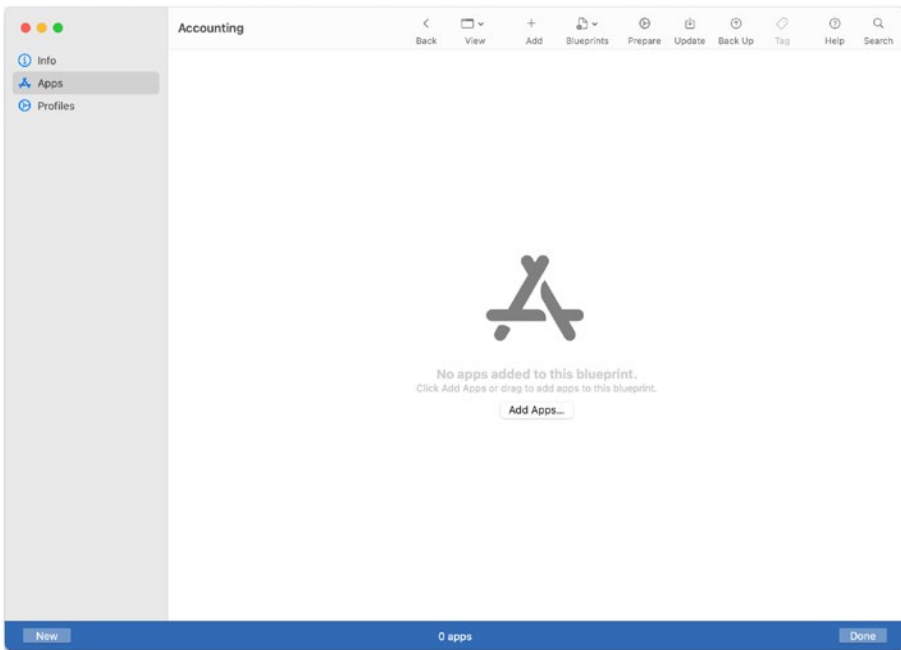 Accounting
Back View Add Blueprints Prepare Update Back Up Tag Help Search
Info
Apps
Profiles
No apps added to this blueprint.
Click Add Apps or drag to add apps to this blueprint.
Add Apps...
New 0 apps Done